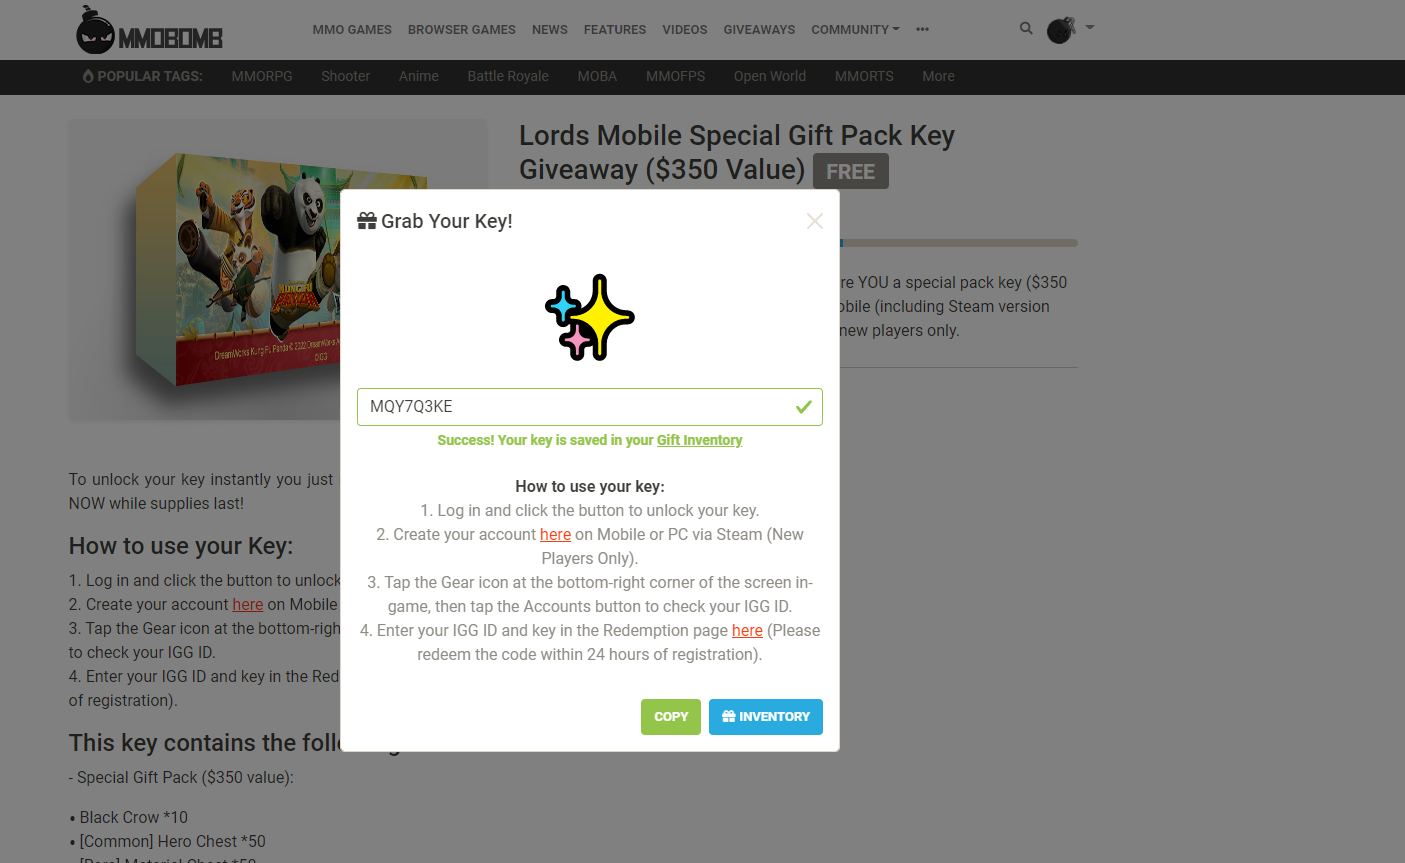 MMOBOMB
MMO GAMES BROWSER GAMES NEWS FEATURES VIDEOS GIVEAWAYS COMMUNITY
POPULAR TAGS: MMORPG Shooter Anime Battle Royale MOBA MMOFPS Open World MMORTS More
Lords Mobile Special Gift Pack Key
Giveaway ($350 Value) FREE
re YOU a special pack key ($350
obile (including Steam version
new players only.
DreamWorks Kung Fu Panda © 2022 DreamWorks A
Grab Your Key!
MQY7Q3KE
Success! Your key is saved in your Gift Inventory
How to use your key:
1. Log in and click the button to unlock your key.
2. Create your account here on Mobile or PC via Steam (New
Players Only).
3. Tap the Gear icon at the bottom-right corner of the screen in-
game, then tap the Accounts button to check your IGG ID.
4. Enter your IGG ID and key in the Redemption page here (Please
redeem the code within 24 hours of registration).
COPY INVENTORY
To unlock your key instantly you just
NOW while supplies last!
How to use your Key:
1. Log in and click the button to unlock
2. Create your account here on Mobile
3. Tap the Gear icon at the bottom-righ
to check your IGG ID.
4. Enter your IGG ID and key in the Red
of registration).
This key contains the follo
- Special Gift Pack ($350 value):
• Black Crow *10
• [Common] Hero Chest *50
• [Rare] Material Chest *50